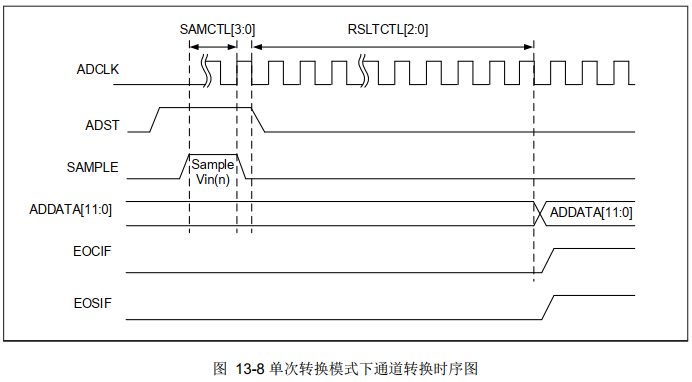 SAMCTL[3:0] RSLTCTL[2:0]
ADCLK
ADST
SAMPLE Sample
Vin(n)
ADDATA[11:0] ADDATA[11:0]
EOCIF
EOSIF
图 13-8 单次转换模式下通道转换时序图